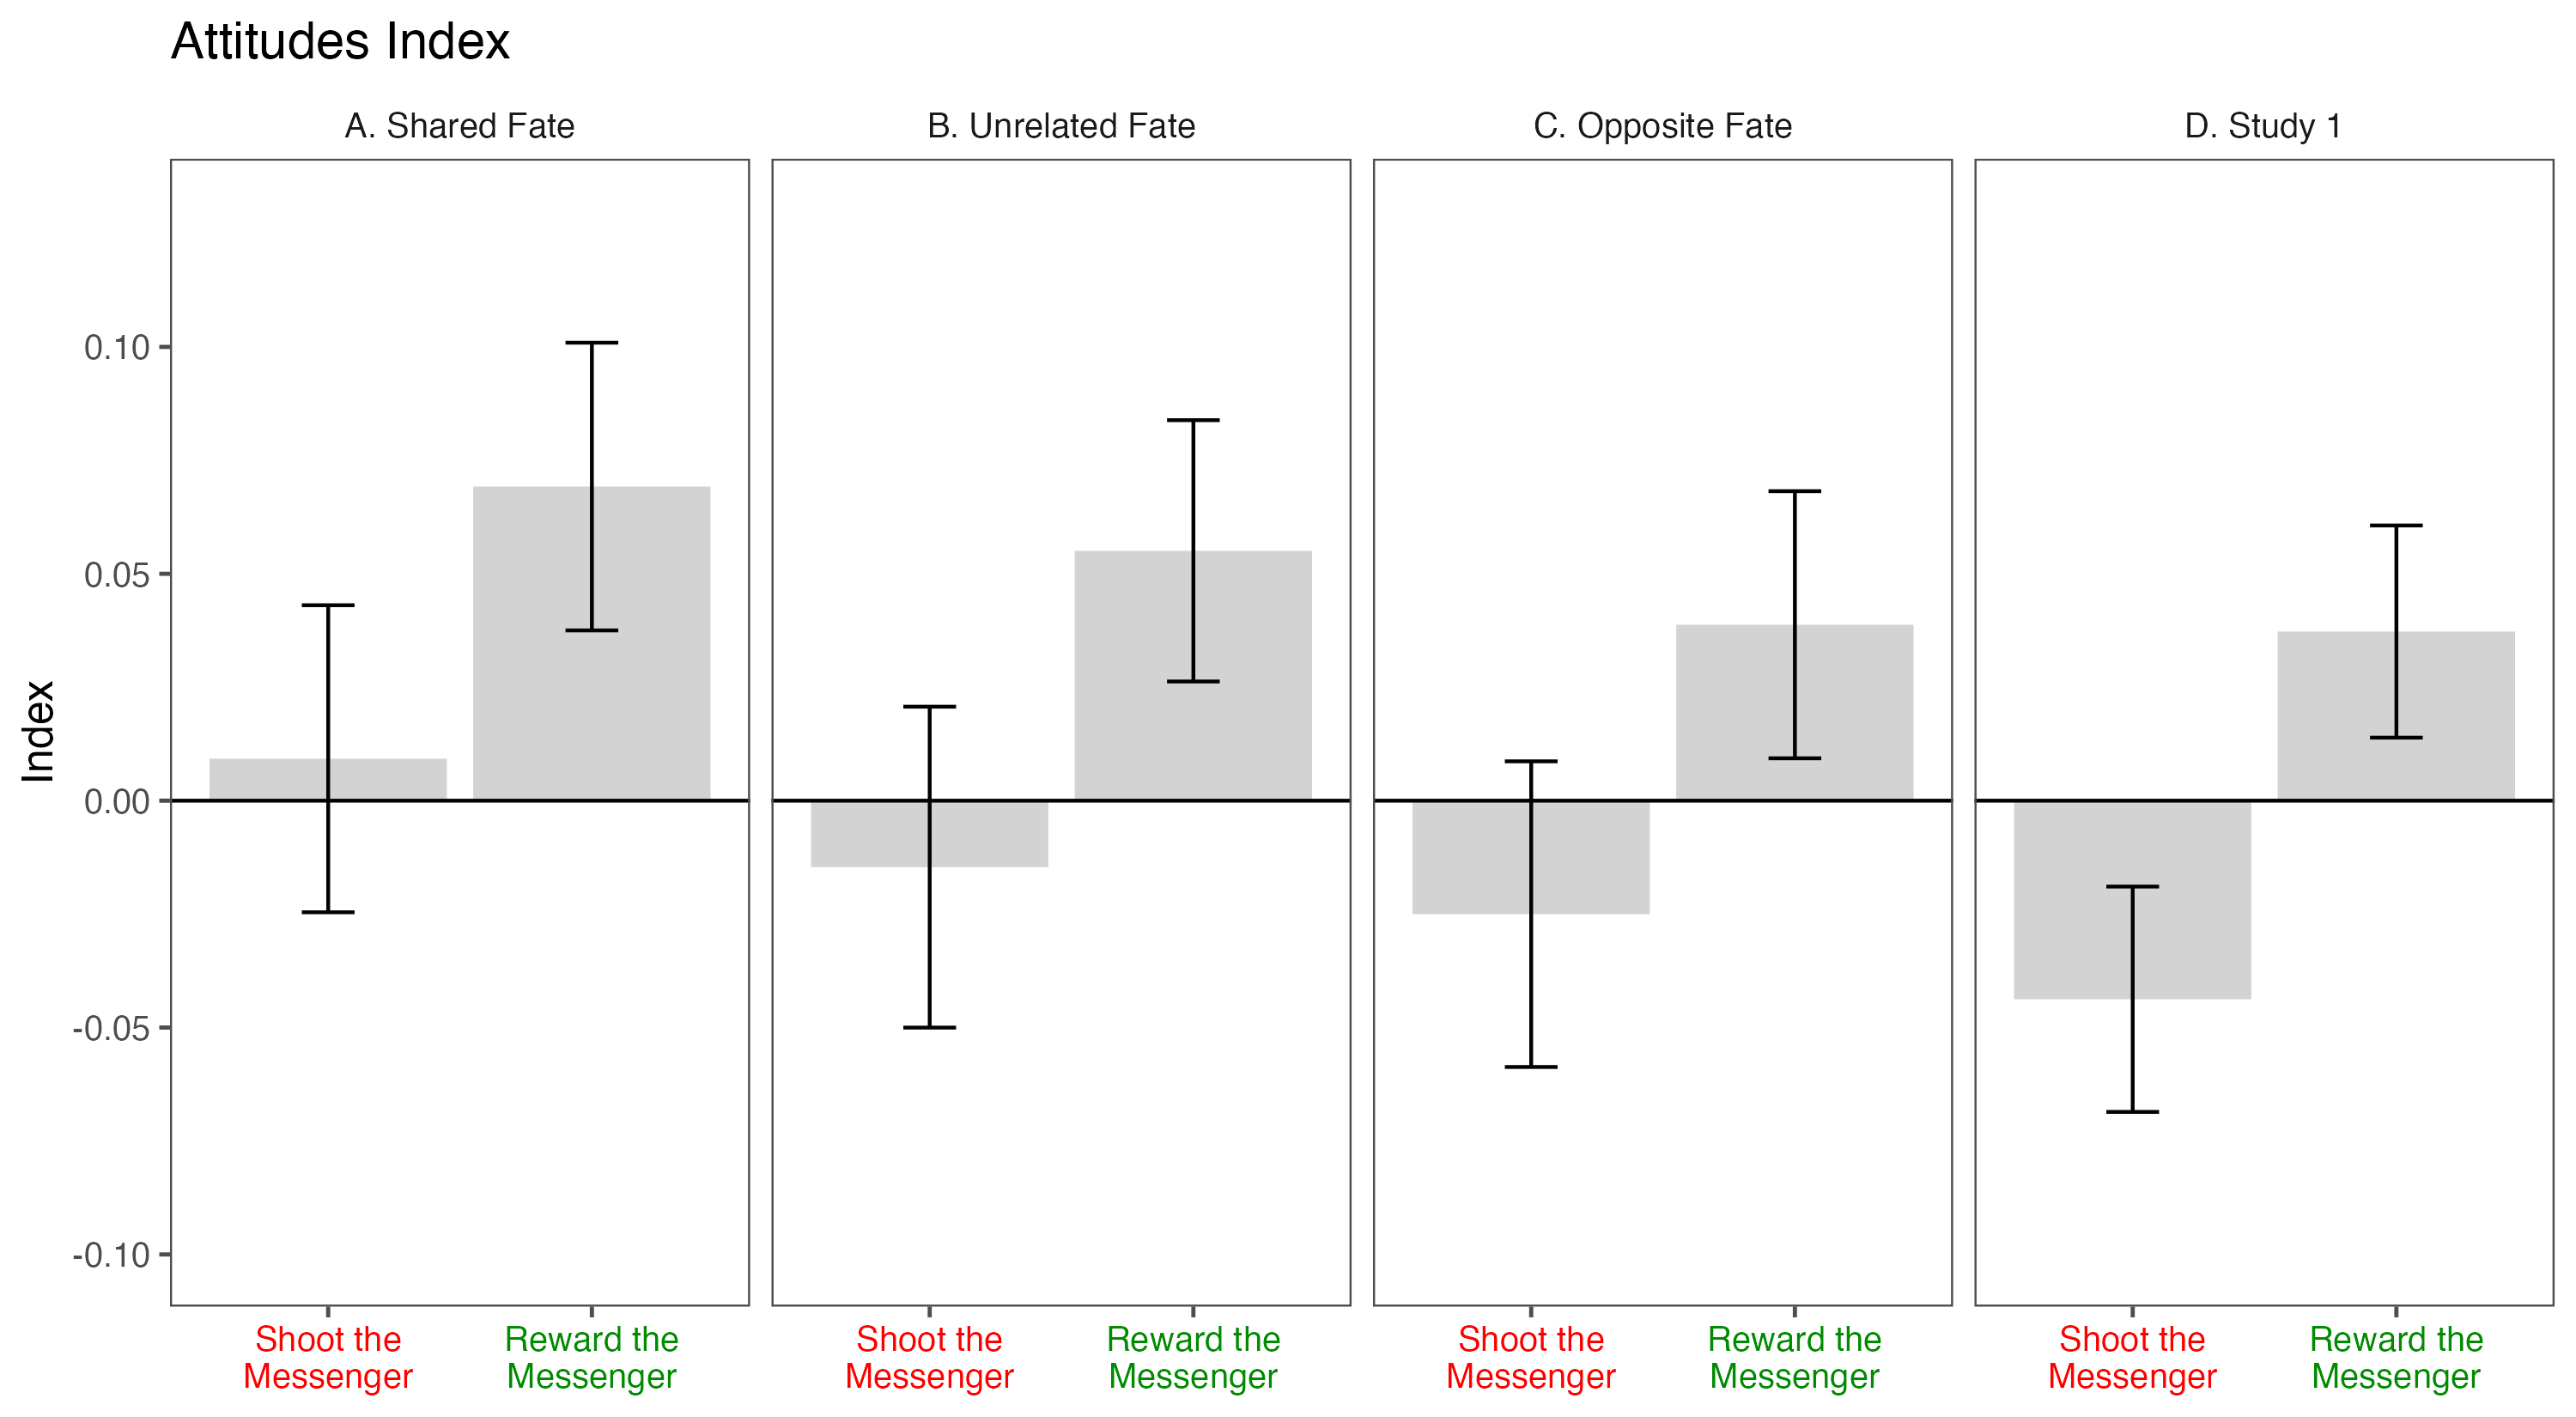 Attitudes Index
A. Shared Fate
B. Unrelated Fate
C. Opposite Fate
D. Study 1
Index
0.10
0.05
0.00
-0.05
-0.10
Shoot the
Messenger
Reward the
Messenger
Shoot the
Messenger
Reward the
Messenger
Shoot the
Messenger
Reward the
Messenger
Shoot the
Messenger
Reward the
Messenger